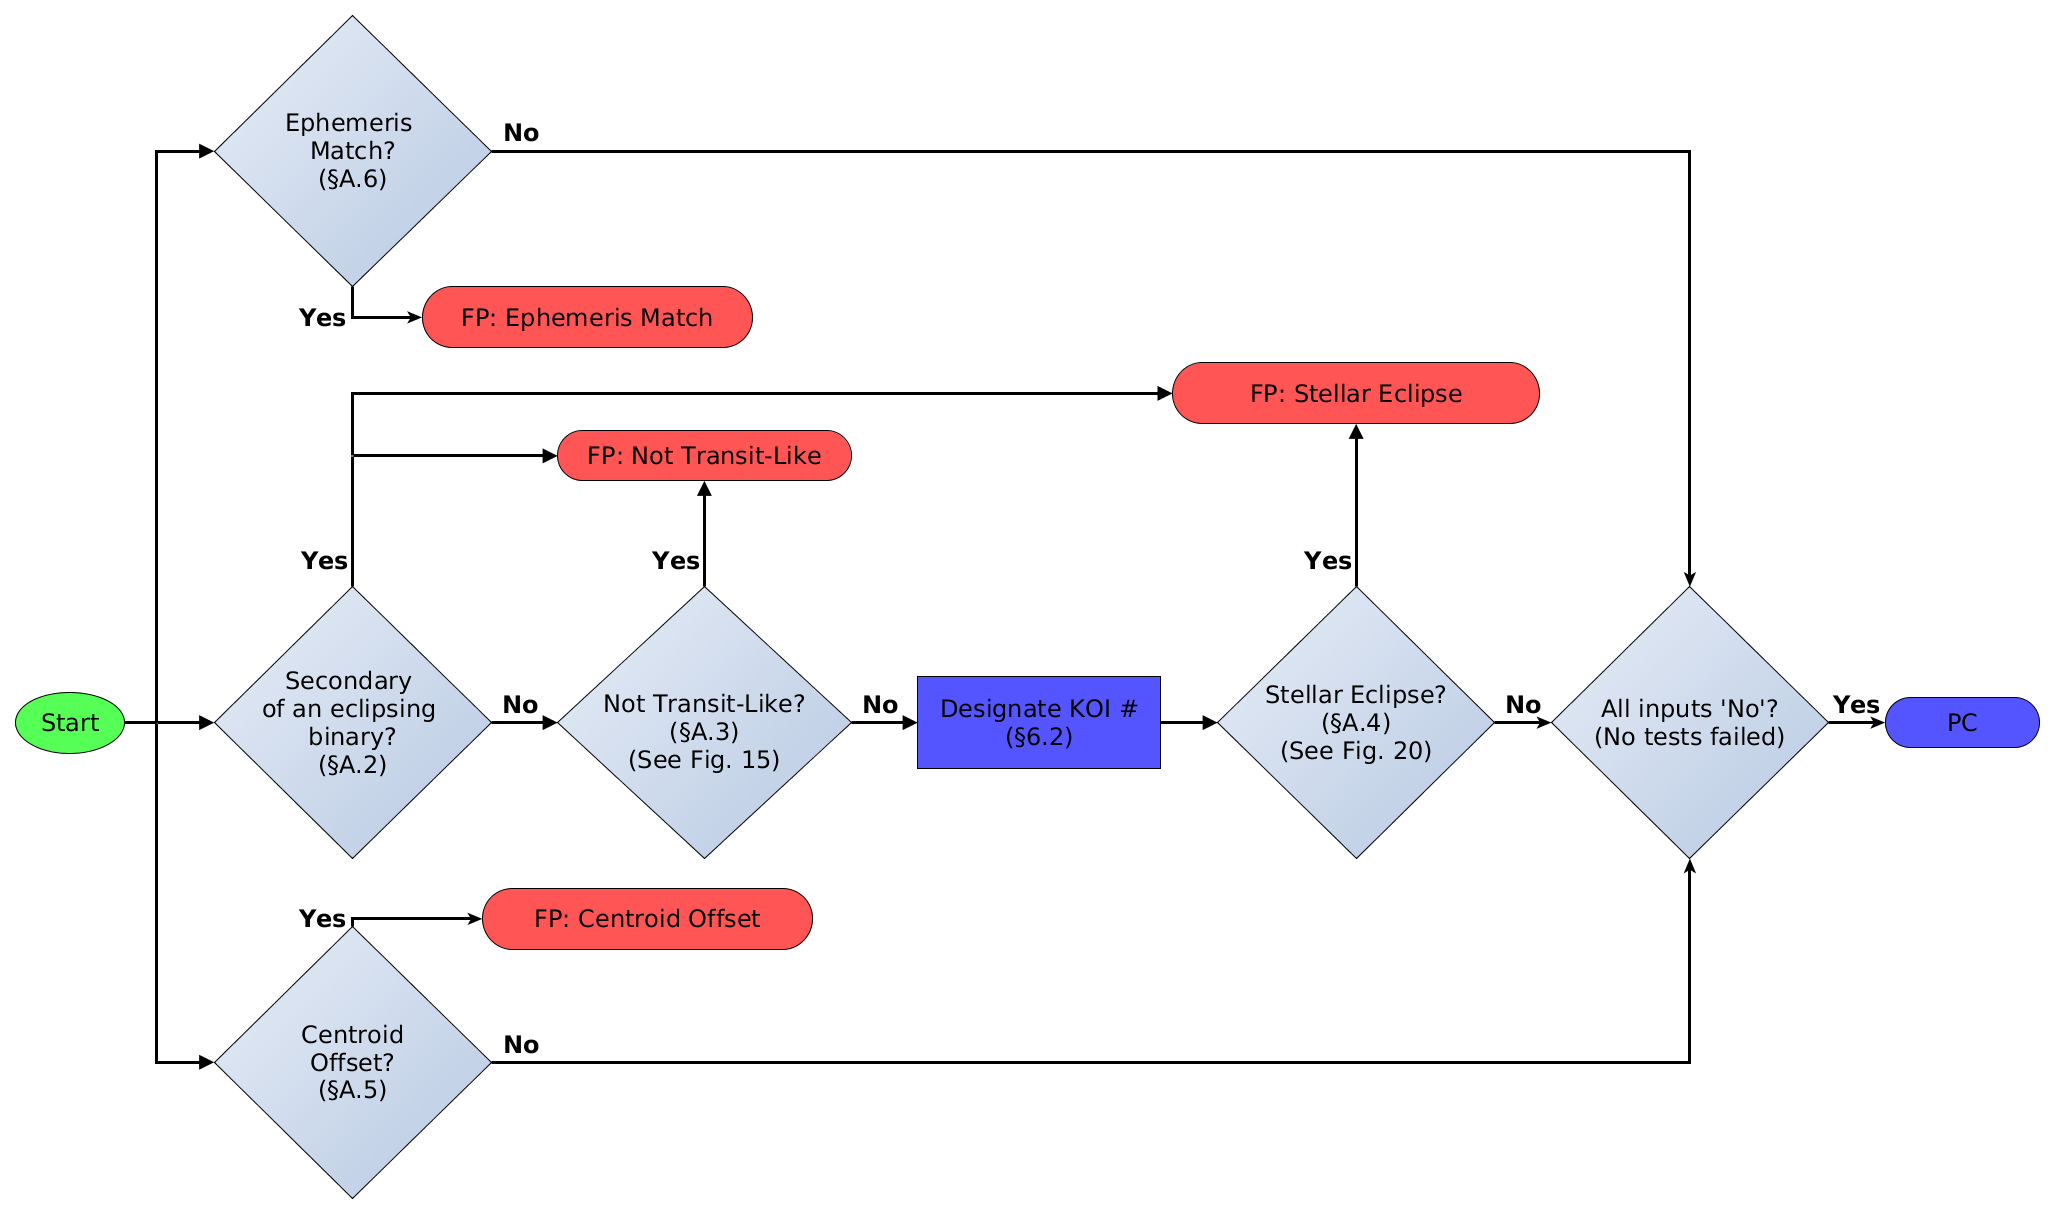 Ephemeris
Match?
(§A.6)
No
Yes
FP: Ephemeris Match
FP: Stellar Eclipse
FP: Not Transit-Like
Yes
Yes
Yes
Start
Secondary
of an eclipsing
binary?
(§A.2)
No
Not Transit-Like?
(§A.3)
(See Fig. 15)
No
Designate KOI #
(§6.2)
Stellar Eclipse?
(§A.4)
(See Fig. 20)
No
All inputs 'No'?
(No tests failed)
Yes
PC
Yes
FP: Centroid Offset
Centroid
Offset?
(§A.5)
No